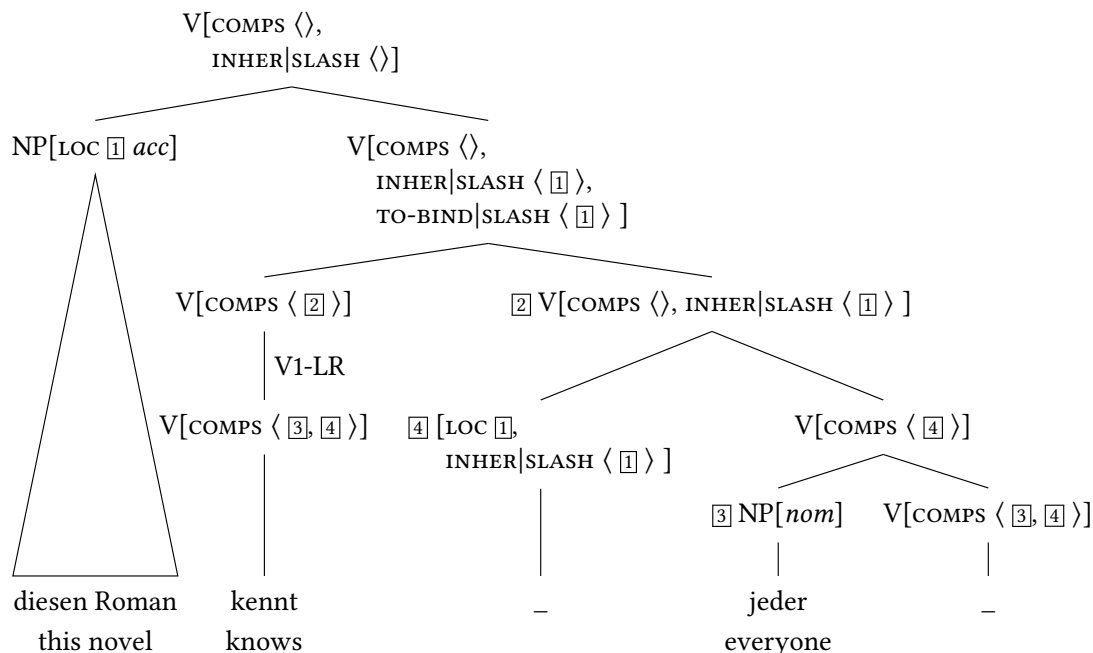 V[COMPS ⟨⟩,
INHER|SLASH ⟨⟩]
NP[LOC 1 acc]
V[COMPS ⟨⟩,
INHER|SLASH ⟨ 1 ⟩,
TO-BIND|SLASH ⟨ 1 ⟩ ]
V[COMPS ⟨ 2 ⟩]
2 V[COMPS ⟨⟩, INHER|SLASH ⟨ 1 ⟩ ]
V1-LR
V[COMPS ⟨ 3, 4 ⟩]
4 [LOC 1,
INHER|SLASH ⟨ 1 ⟩ ]
V[COMPS ⟨ 4 ⟩]
3 NP[nom]
V[COMPS ⟨ 3, 4 ⟩]
diesen Roman
this novel
kennt
knows
_
jeder
everyone
_